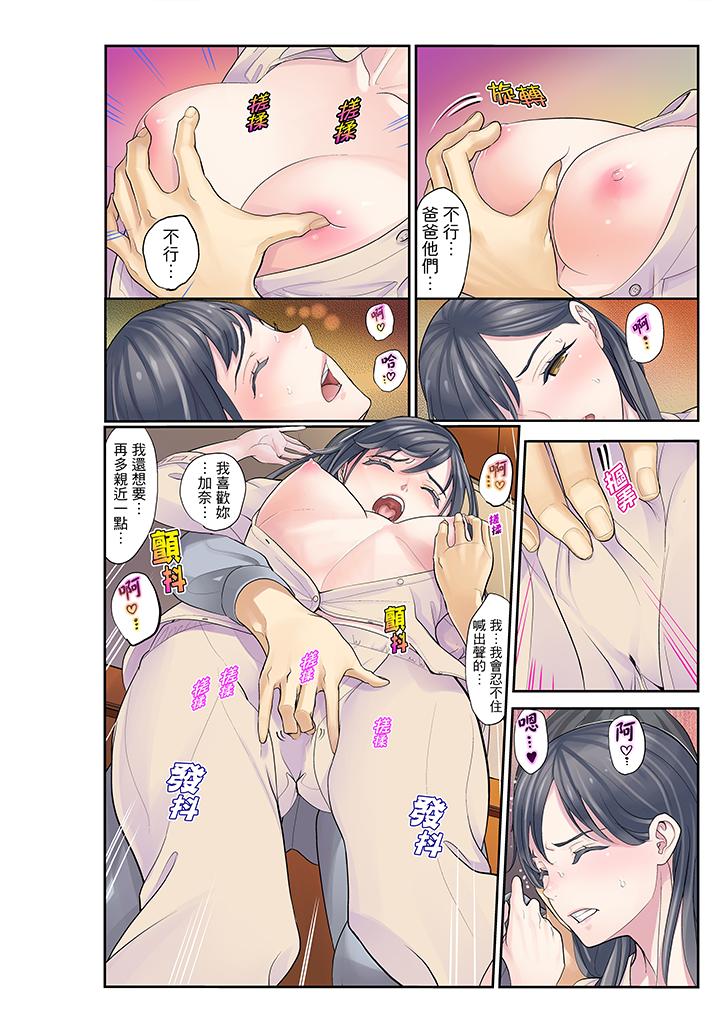 旋轉
不行…
爸爸他們…
搓揉
搓揉
不行…
啊…
啊♡
哈…♡
摳弄
啊♡…
搓揉
我喜歡妳
…加奈…
我還想要…
再多親近一點…
顫抖
啊♡…
顫抖
我…我會忍不住
喊出聲的…
搓揉
搓揉
搓揉
搓揉
發抖
發抖
阿♡…
嗯…♥